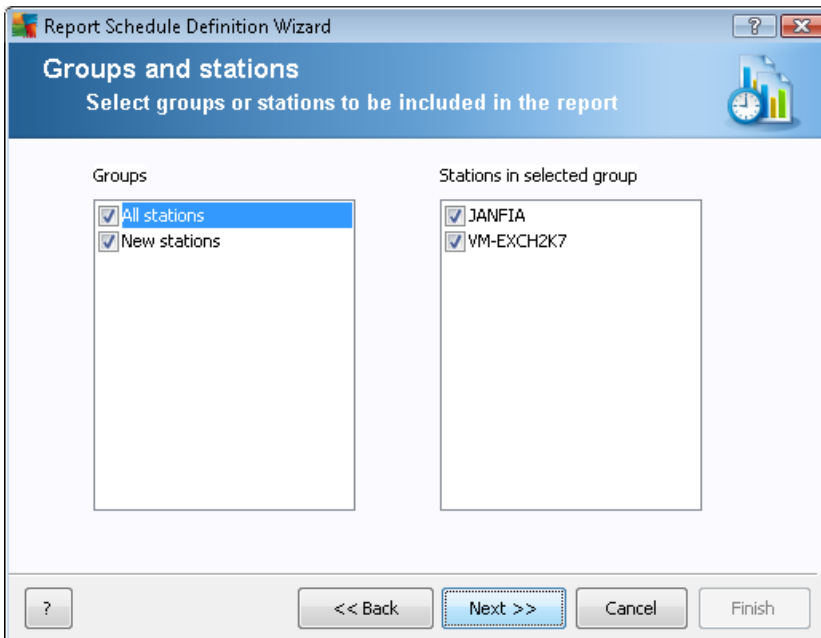 Report Schedule Definition Wizard
?
Groups and stations
Select groups or stations to be included in the report
Groups
Stations in selected group
All stations
New stations
JANFIA
VM-EXCH2K7
?
<< Back
Next >>
Cancel
Finish